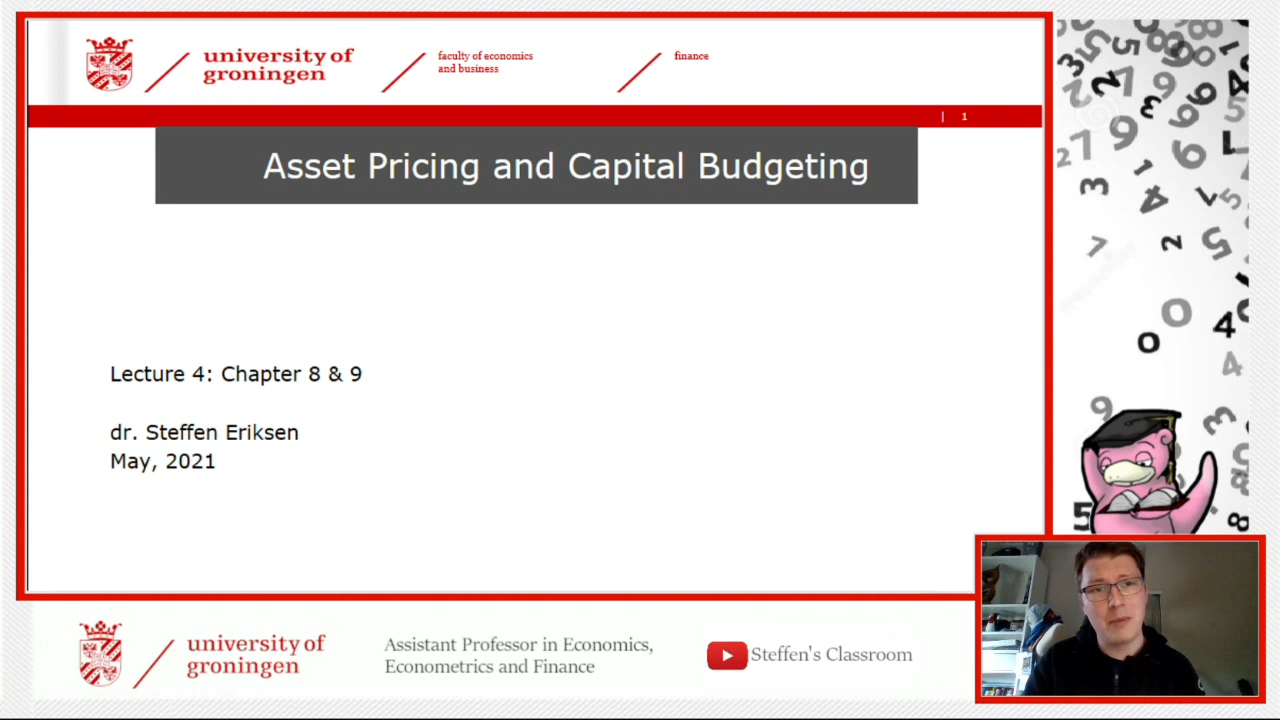 university of
groningen
faculty of economics
and business
finance
| 1
Asset Pricing and Capital Budgeting
Lecture 4: Chapter 8 & 9
dr. Steffen Eriksen
May, 2021
university of
groningen
Assistant Professor in Economics,
Econometrics and Finance
Steffen's Classroom